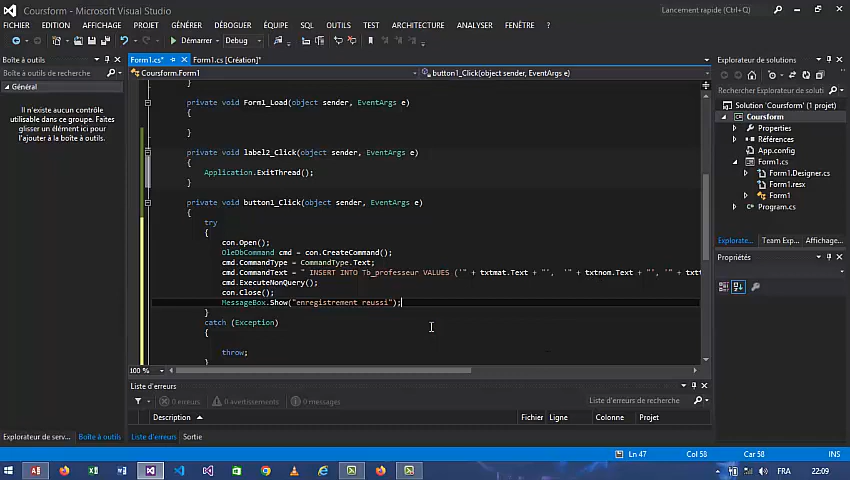 Coursform - Microsoft Visual Studio
Lancement rapide (Ctrl+Q)
FICHIER EDITION AFFICHAGE PROJET GÉNÉRER DÉBOGUER ÉQUIPE SQL OUTILS TEST ARCHITECTURE ANALYSER FENÊTRE ?
Démarrer Debug
Boîte à outils
Form1.cs* Form1.cs [Création]*
Explorateur de solutions
Boîte à outils de recherche
Coursform.Form1
button1_Click(object sender, EventArgs e)
Général
Il n'existe aucun contrôle
utilisable dans ce groupe. Faites
glisser un élément ici pour
l'ajouter à la boîte à outils.
}
private void Form1_Load(object sender, EventArgs e)
{
}
private void label2_Click(object sender, EventArgs e)
{
Application.ExitThread();
}
private void button1_Click(object sender, EventArgs e)
{
try
{
con.Open();
OleDbCommand cmd = con.CreateCommand();
cmd.CommandType = CommandType.Text;
cmd.CommandText = " INSERT INTO Tb_professeur VALUES ('" + txtmat.Text + "', '" + txtnom.Text + "', '" + txtt
cmd.ExecuteNonQuery();
con.Close();
MessageBox.Show("enregistrement reussi");
}
catch (Exception)
{
throw;
}
100 %
Rechercher Explorateur de sol
Solution 'Coursform' (1 projet)
Coursform
Properties
Références
App.config
Form1.cs
Form1.Designer.cs
Form1.resx
Form1
Program.cs
Explorate... Team Exp... Affichage...
Propriétés
Liste d'erreurs
0 erreurs 0 avertissements 0 messages
Liste d'erreurs de recherche
Description Fichier Ligne Colonne Projet
Explorateur de serv... Boîte à outils Liste d'erreurs Sortie
Ln 47 Col 58 Car 58 INS
FRA 22:09